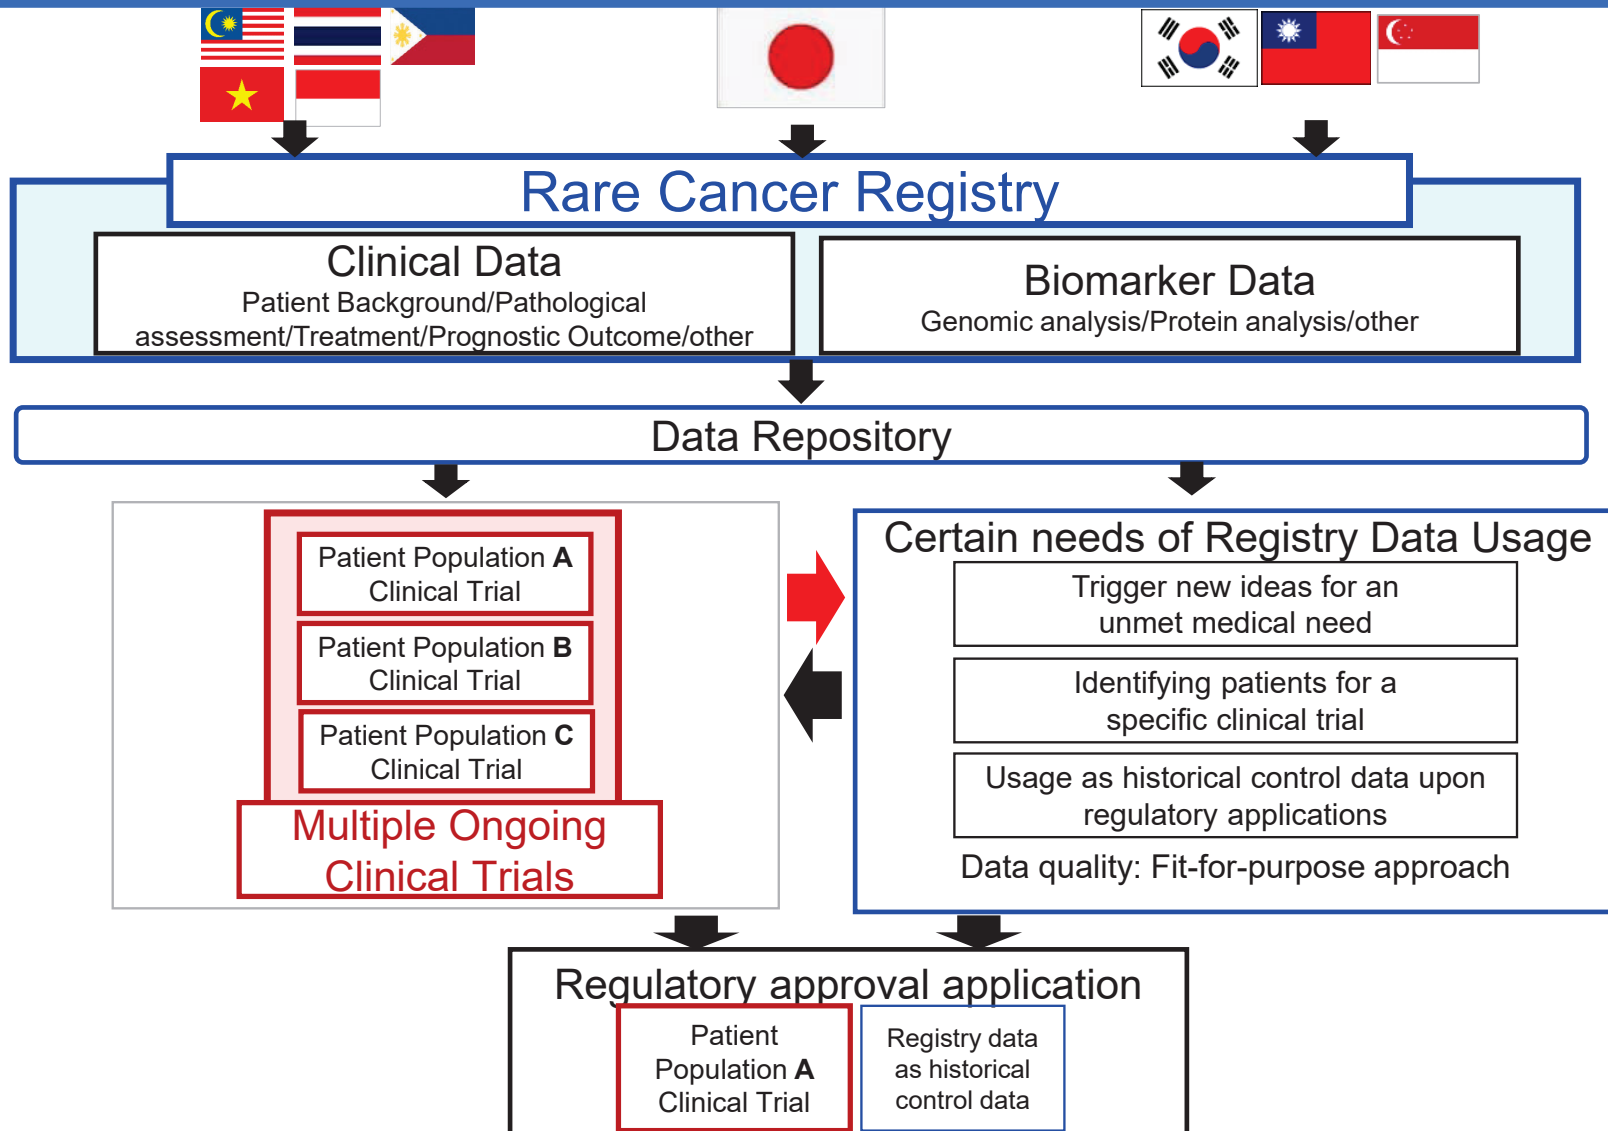 Rare Cancer Registry
Clinical Data
Patient Background/Pathological
assessment/Treatment/Prognostic Outcome/other
Biomarker Data
Genomic analysis/Protein analysis/other
Data Repository
Patient Population A
Clinical Trial
Patient Population B
Clinical Trial
Patient Population C
Clinical Trial
Multiple Ongoing
Clinical Trials
Certain needs of Registry Data Usage
Trigger new ideas for an
unmet medical need
Identifying patients for a
specific clinical trial
Usage as historical control data upon
regulatory applications
Data quality: Fit-for-purpose approach
Regulatory approval application
Patient
Population A
Clinical Trial
Registry data
as historical
control data